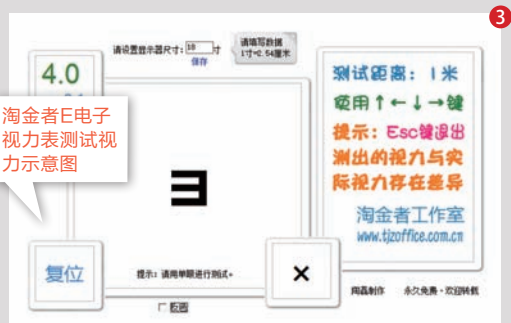 3
请设置显示器尺寸: 18 寸
保存
请填写数据
1寸=2.54厘米
4.0
淘金者E电子
视力表测试视
力示意图
E
提示: 请用单眼进行测试。
复位
×
测试距离: 1米
使用↑←↓→键
提示: Esc键退出
测出的视力与实
际视力存在差异
淘金者工作室
www.tjzoffice.com.cn
永久免费·欢迎转载